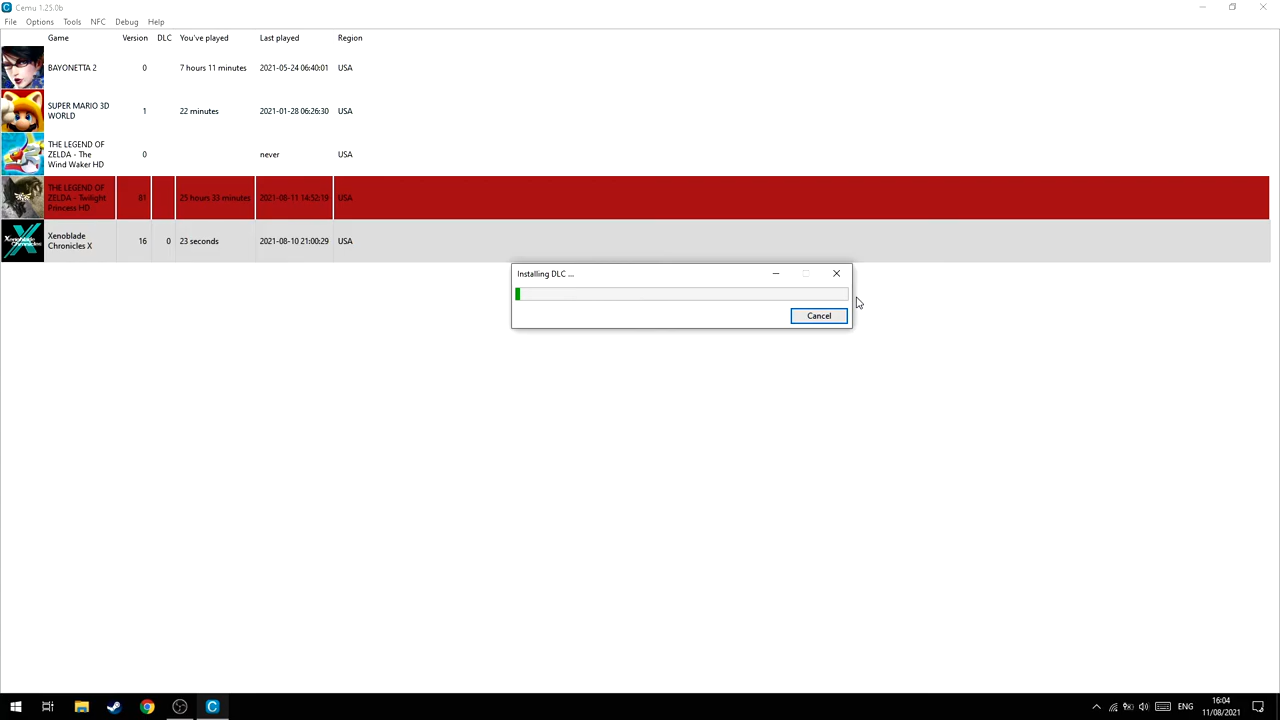 Cemu 1.25.0b
File Options Tools NFC Debug Help
Game Version DLC You've played Last played Region
BAYONETTA 2 0 7 hours 11 minutes 2021-05-24 06:40:01 USA
SUPER MARIO 3D
WORLD 1 22 minutes 2021-01-28 06:26:30 USA
THE LEGEND OF
ZELDA - The
Wind Waker HD 0 never USA
THE LEGEND OF
ZELDA - Twilight
Princess HD 81 25 hours 33 minutes 2021-08-11 14:52:19 USA
Xenoblade
Chronicles X 16 0 23 seconds 2021-08-10 21:00:29 USA
Installing DLC ...
Cancel
ENG
16:04
11/08/2021